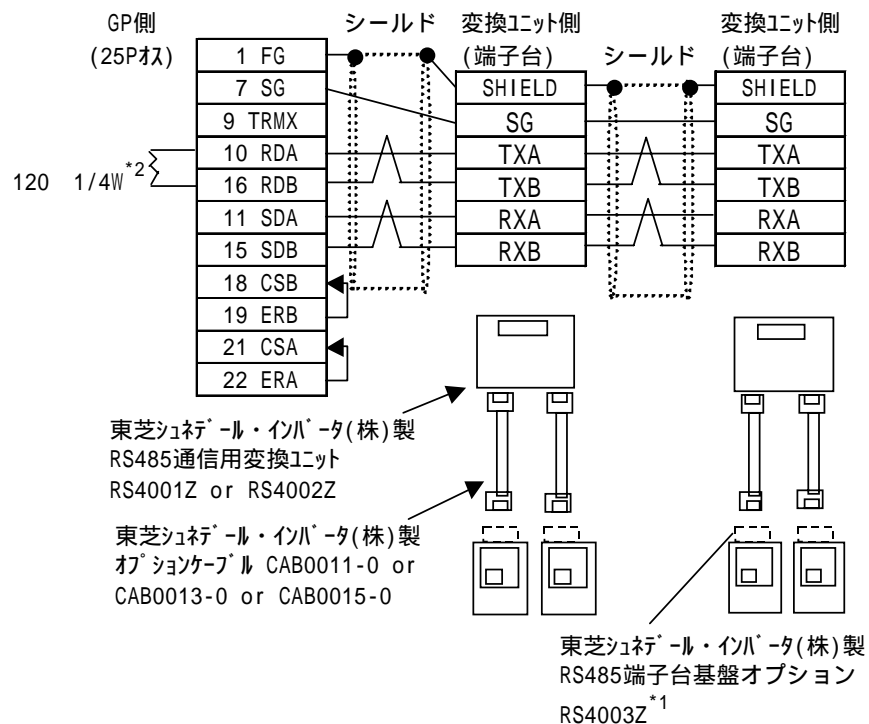 GP側
(25Pｵｽ)
シールド
変換ﾕﾆｯﾄ側
(端子台)
シールド
変換ﾕﾆｯﾄ側
(端子台)
1 FG
7 SG
9 TRMX
10 RDA
16 RDB
11 SDA
15 SDB
18 CSB
19 ERB
21 CSA
22 ERA
120 1/4W*2
SHIELD
SG
TXA
TXB
RXA
RXB
SHIELD
SG
TXA
TXB
RXA
RXB
東芝ｼｭﾈﾃﾞｰﾙ・ｲﾝﾊﾞｰﾀ(株)製
RS485通信用変換ﾕﾆｯﾄ
RS4001Z or RS4002Z
東芝ｼｭﾈﾃﾞｰﾙ・ｲﾝﾊﾞｰﾀ(株)製
ｵﾌﾟｼｮﾝｹｰﾌﾞﾙ CAB0011-0 or
CAB0013-0 or CAB0015-0
東芝ｼｭﾈﾃﾞｰﾙ・ｲﾝﾊﾞｰﾀ(株)製
RS485端子台基盤オプション
RS4003Z*1